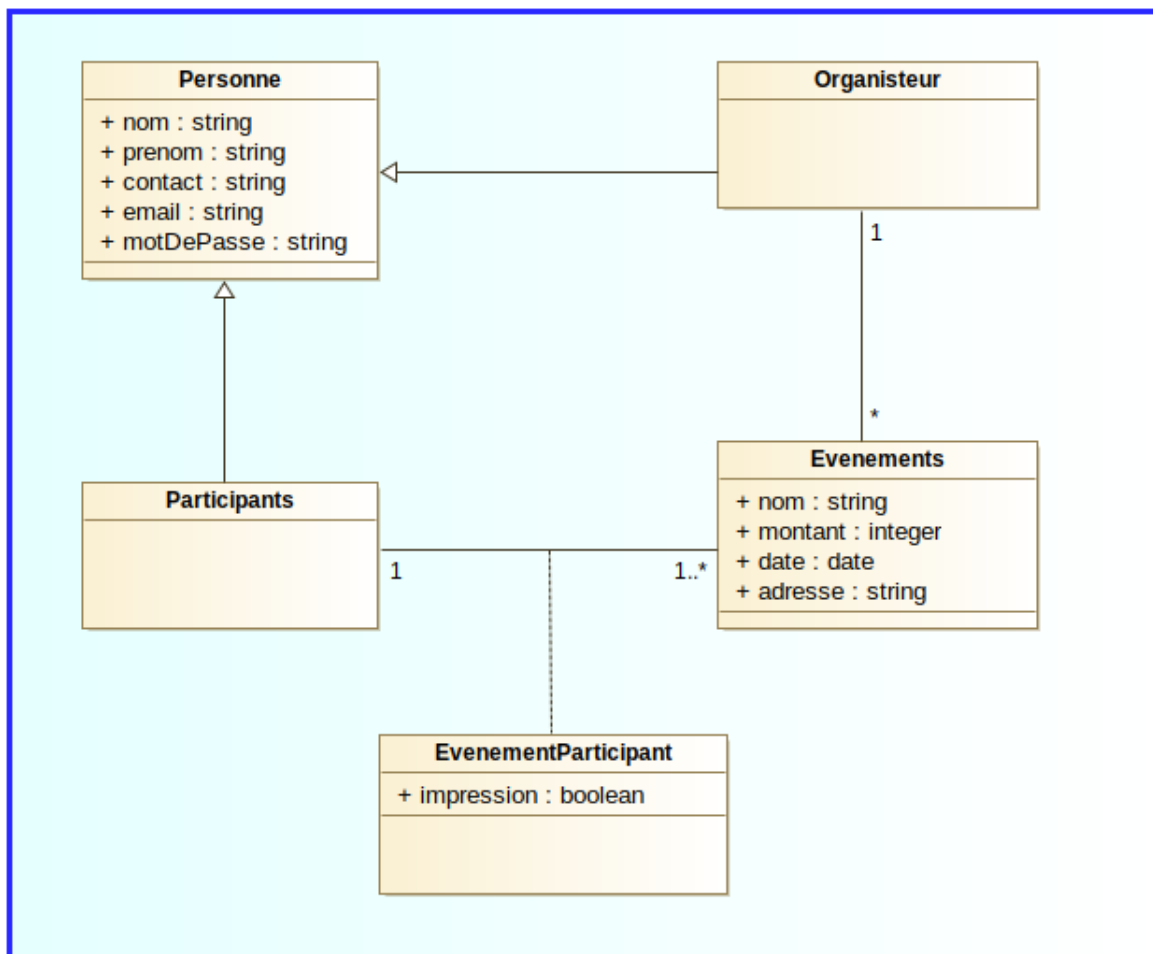 Personne
+ nom : string
+ prenom : string
+ contact : string
+ email : string
+ motDePasse : string
Organisteur
1
*
Evenements
+ nom : string
+ montant : integer
+ date : date
+ adresse : string
Participants
1
1..*
EvenementParticipant
+ impression : boolean